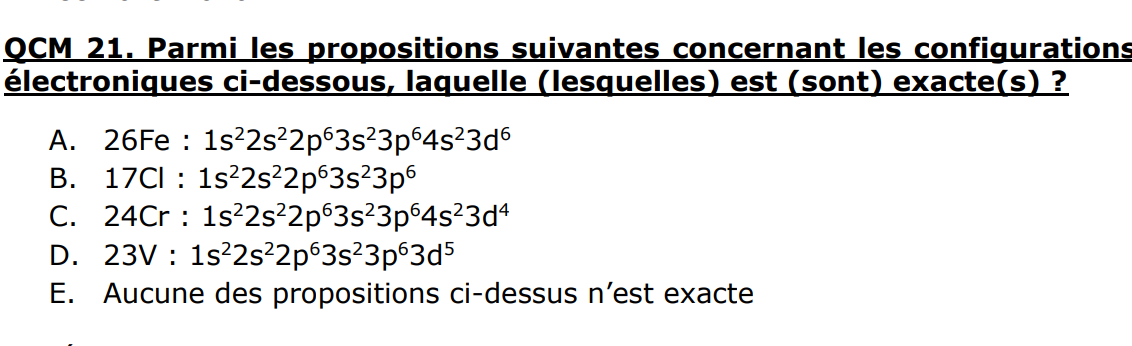 QCM 21. Parmi les propositions suivantes concernant les configurations
électroniques ci-dessous, laquelle (lesquelles) est (sont) exacte(s) ?
A. 26Fe : 1s²2s²2p⁶3s²3p⁶4s²3d⁶
B. 17Cl : 1s²2s²2p⁶3s²3p⁶
C. 24Cr : 1s²2s²2p⁶3s²3p⁶4s²3d⁴
D. 23V : 1s²2s²2p⁶3s²3p⁶3d⁵
E. Aucune des propositions ci-dessus n’est exacte